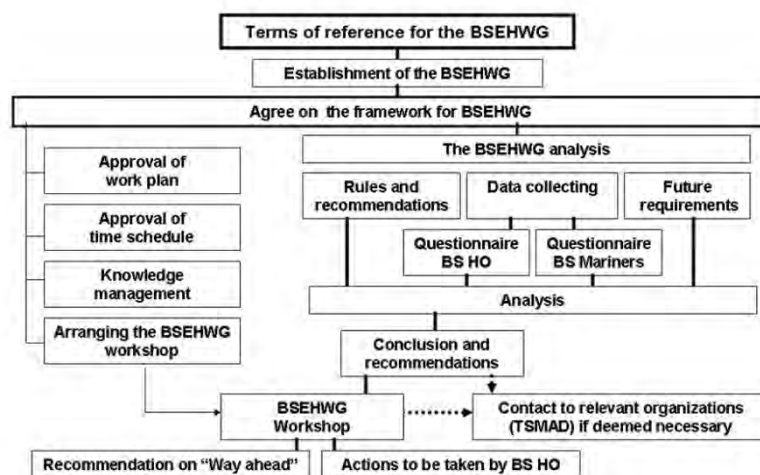 Terms of reference for the BSEHWG
Establishment of the BSEHWG
Agree on the framework for BSEHWG
Approval of
work plan
Approval of
time schedule
Knowledge
management
Arranging the BSEHWG
workshop
The BSEHWG analysis
Rules and
recommendations
Data collecting
Future
requirements
Questionnaire
BS HO
Questionnaire
BS Mariners
Analysis
Conclusion and
recommendations
BSEHWG
Workshop
Contact to relevant organizations
(TSMAD) if deemed necessary
Recommendation on “Way ahead”
Actions to be taken by BS HO